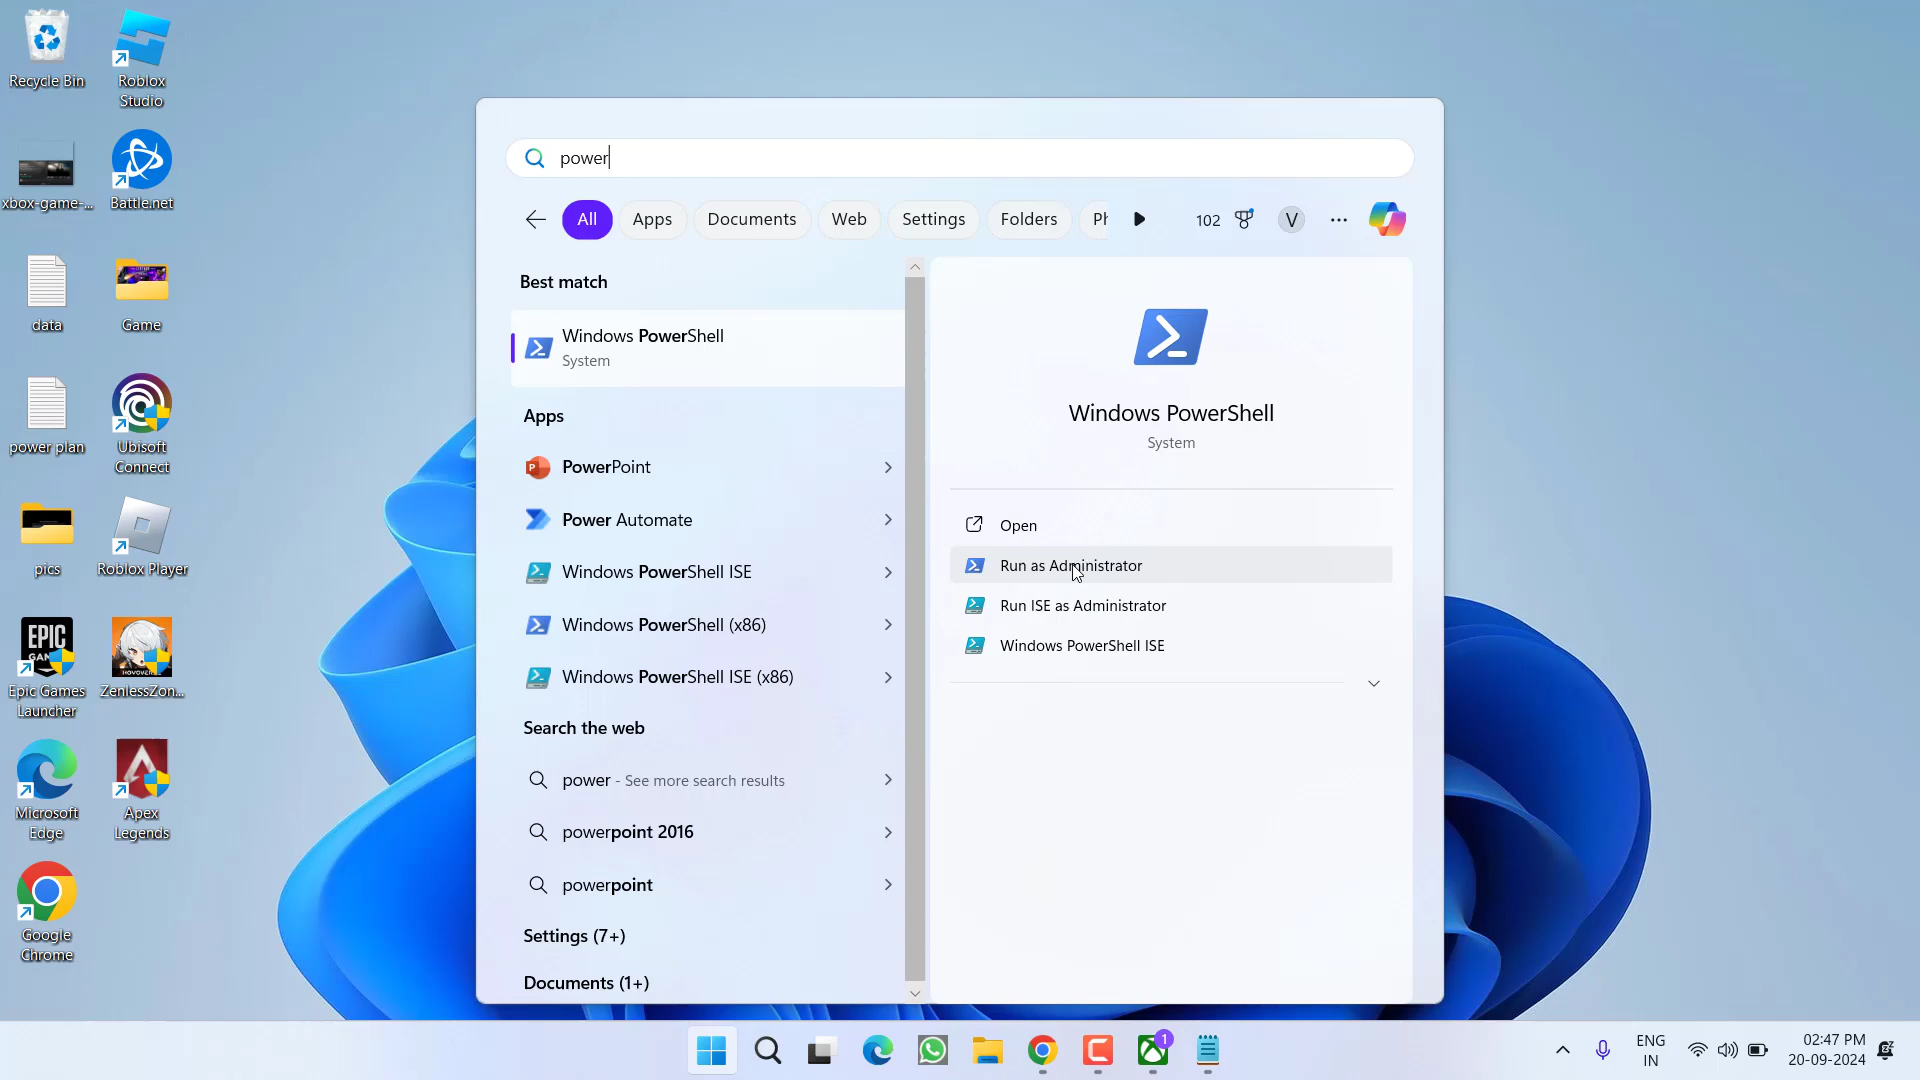 Recycle Bin
Roblox
Studio
xbox-game-...
Battle.net
data
Game
power plan
Ubisoft
Connect
pics
Roblox Player
EPIC
Epic Games
Launcher
ZenlessZon...
Microsoft
Edge
Apex
Legends
Google
Chrome
power
All
Apps
Documents
Web
Settings
Folders
102
V
...
Best match
Windows PowerShell
System
Apps
PowerPoint
Power Automate
Windows PowerShell ISE
Windows PowerShell (x86)
Windows PowerShell ISE (x86)
Search the web
power - See more search results
powerpoint 2016
powerpoint
Settings (7+)
Documents (1+)
Windows PowerShell
System
Open
Run as Administrator
Run ISE as Administrator
Windows PowerShell ISE
1
ENG
IN
02:47 PM
20-09-2024